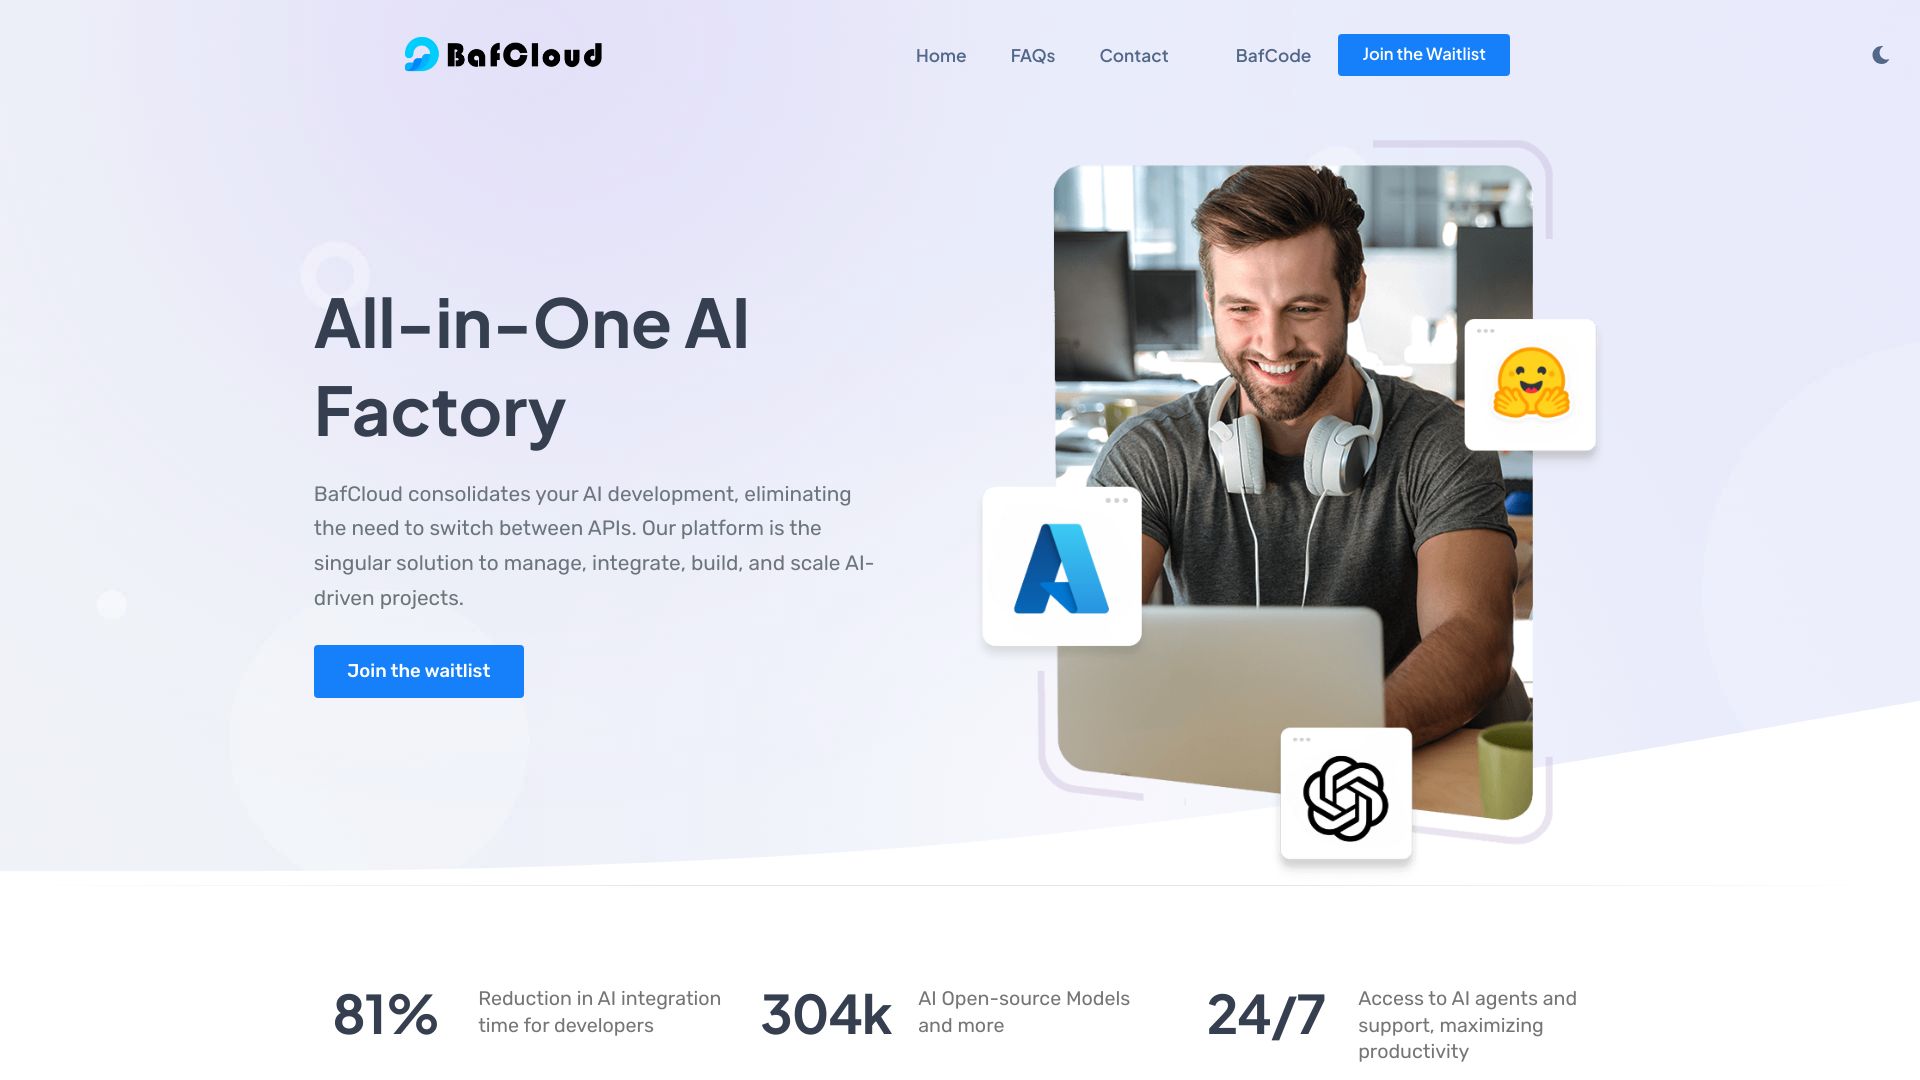 BafCloud
Home
FAQs
Contact
BafCode
Join the Waitlist
All-in-One AI
Factory
BafCloud consolidates your AI development, eliminating
the need to switch between APIs. Our platform is the
singular solution to manage, integrate, build, and scale AI-
driven projects.
Join the waitlist
81%
Reduction in AI integration
time for developers
304k
AI Open-source Models
and more
24/7
Access to AI agents and
support, maximizing
productivity